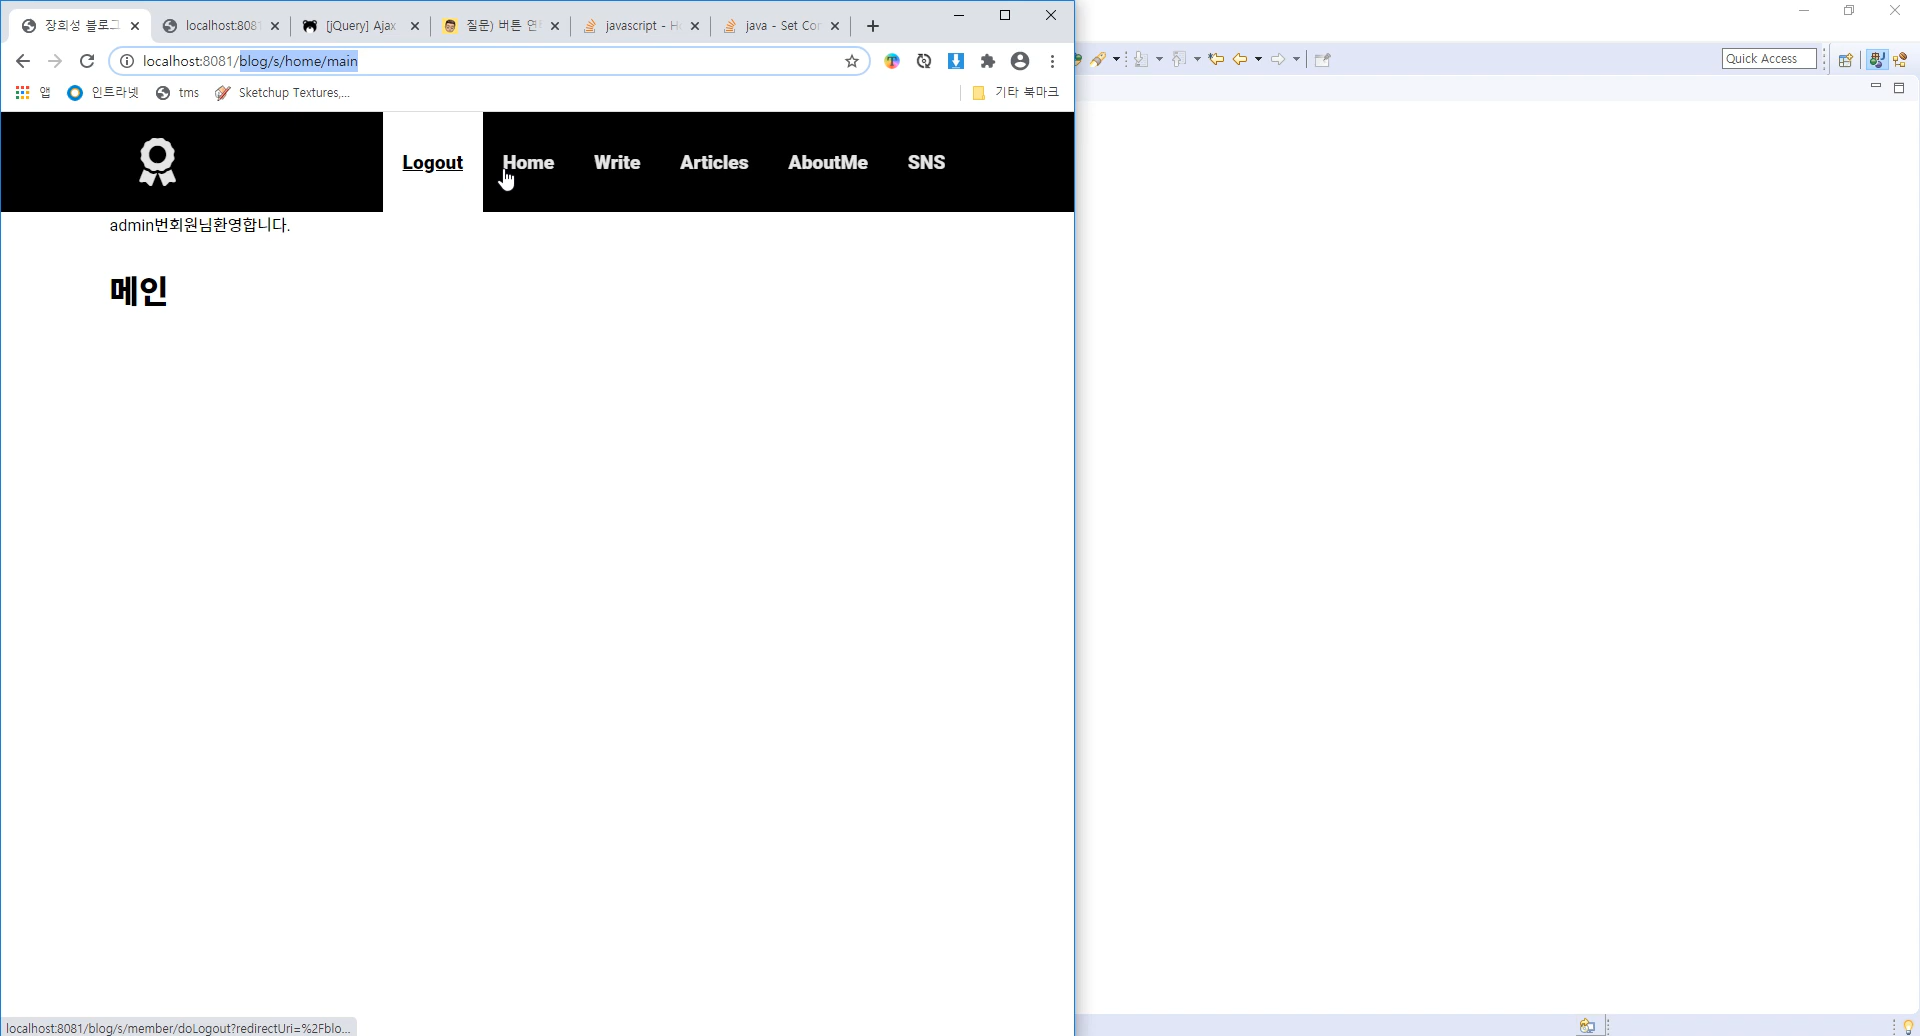 장희성 블로그
localhost:8081
[jQuery] Ajax
질문) 버튼 연
javascript - H
java - Set Cor
localhost:8081/blog/s/home/main
Quick Access
앱
인트라넷
tms
Sketchup Textures,...
기타 북마크
Logout
Home
Write
Articles
AboutMe
SNS
admin번회원님환영합니다.
메인
localhost:8081/blog/s/member/doLogout?redirectUri=%2Fblo...